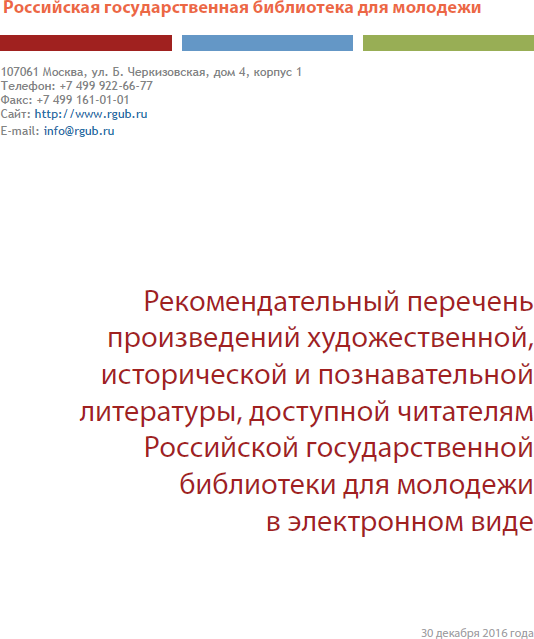 Российская государственная библиотека для молодежи
107061 Москва, ул. Б. Черкизовская, дом 4, корпус 1
Телефон: +7 499 922-66-77
Факс: +7 499 161-01-01
Сайт: http://www.rgub.ru
E-mail: info@rgub.ru
Рекомендательный перечень
произведений художественной,
исторической и познавательной
литературы, доступной читателям
Российской государственной
библиотеки для молодежи
в электронном виде
30 декабря 2016 года